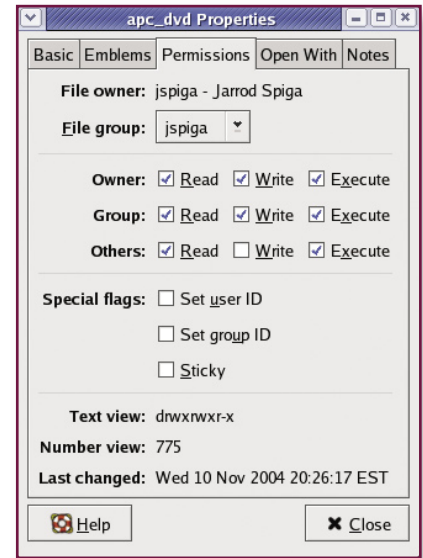 apc_dvd Properties
Basic Emblems Permissions Open With Notes
File owner: jspiga - Jarrod Spiga
File group: jspiga
Owner: Read Write Execute
Group: Read Write Execute
Others: Read Write Execute
Special flags: Set user ID
Set group ID
Sticky
Text view: drwxrwxr-x
Number view: 775
Last changed: Wed 10 Nov 2004 20:26:17 EST
Help Close